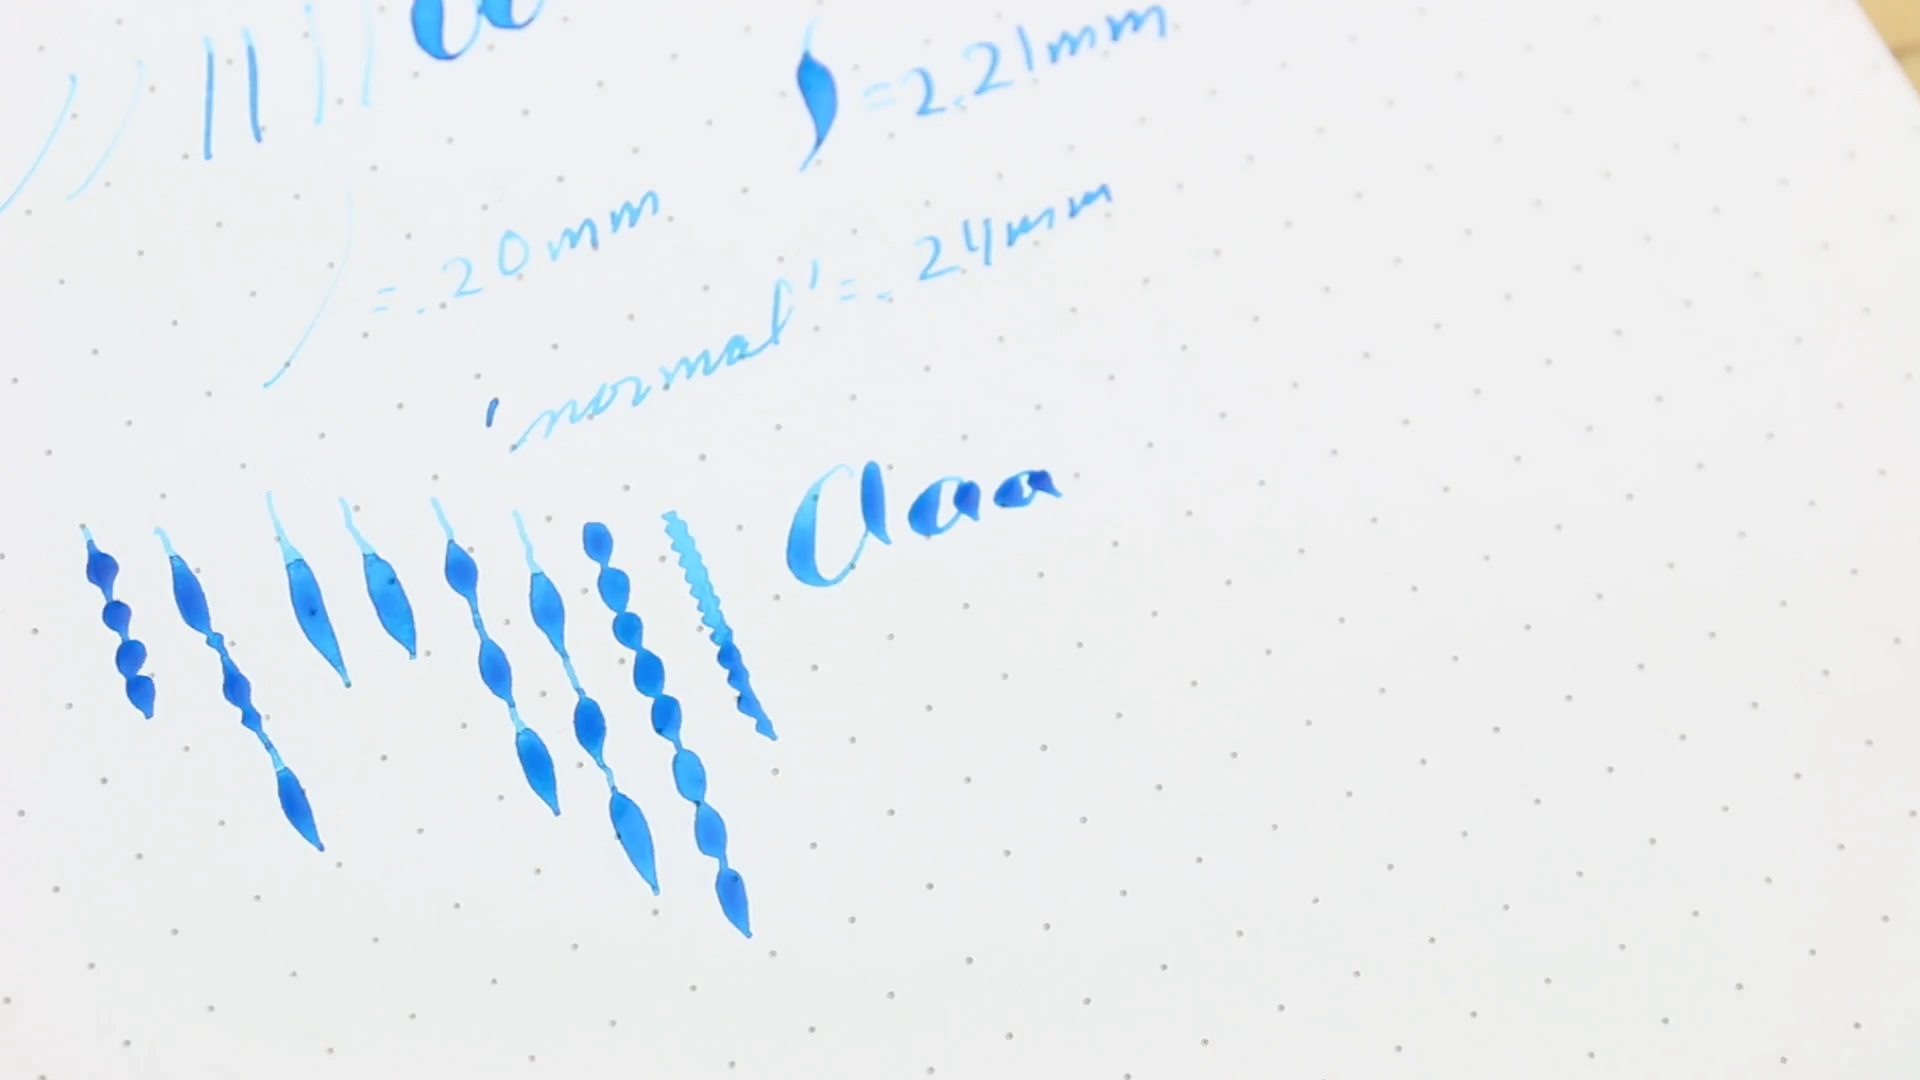 = 2.21mm
= .20mm
'normal' = .24mm
aaa